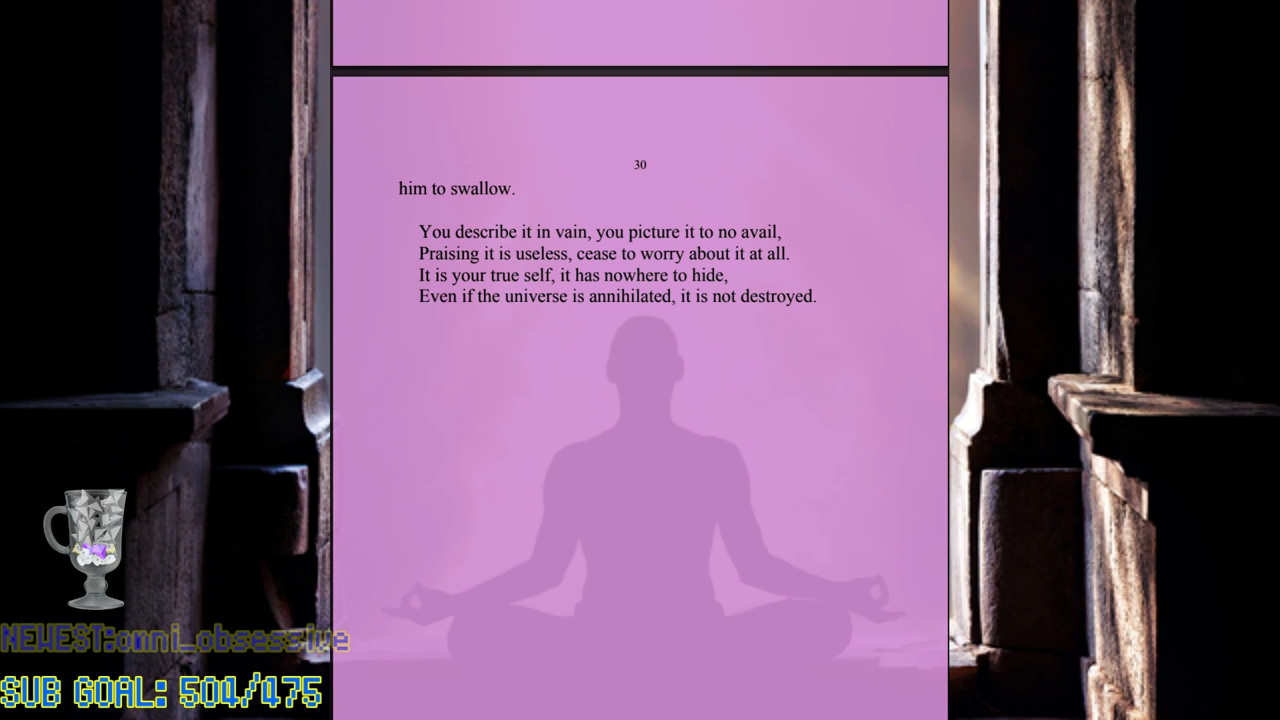 30
him to swallow.
You describe it in vain, you picture it to no avail,
Praising it is useless, cease to worry about it at all.
It is your true self, it has nowhere to hide,
Even if the universe is annihilated, it is not destroyed.
NEWEST:omni_obsessive
SUB GOAL: 504/475